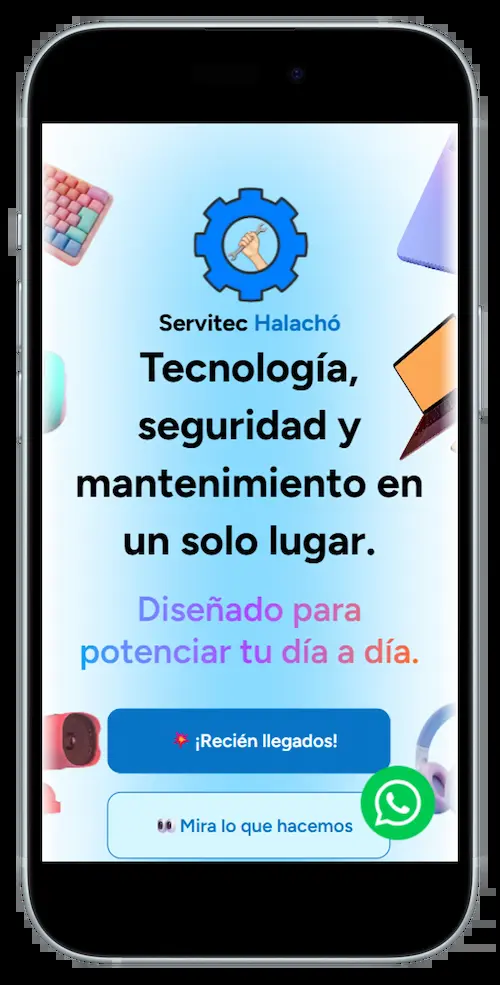 Servitec Halachó
Tecnología,
seguridad y
mantenimiento en
un solo lugar.
Diseñado para
potenciar tu día a día.
💥 ¡Recién llegados!
👀 Mira lo que hacemos